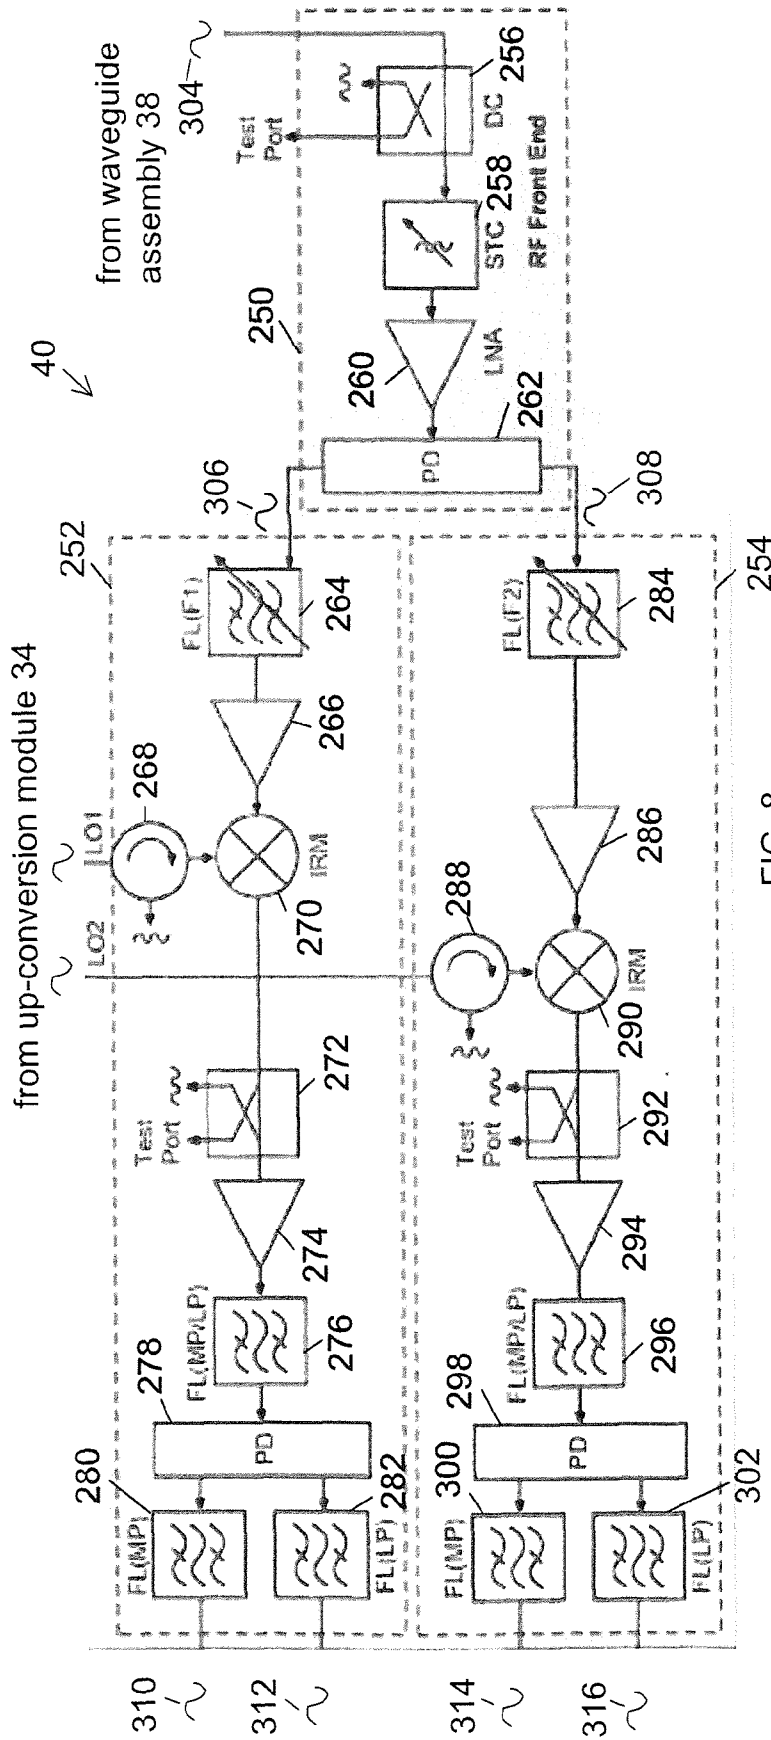 from up-conversion module 34
from waveguide
assembly 38
304
40
Test
Port
256
DC
250
258
STC
RF Front End
260
LNA
262
PD
306
308
252
FL(F1)
264
266
LO1
268
LO2
IRM
270
272
Test
Port
274
FL(MP/LP)
276
278
PD
280
FL(MP)
282
FL(LP)
310
312
254
FL(F2)
284
286
288
IRM
290
Test
Port
292
294
FL(MP/LP)
296
298
PD
300
FL(MP)
302
FL(LP)
314
316
FIG. 8